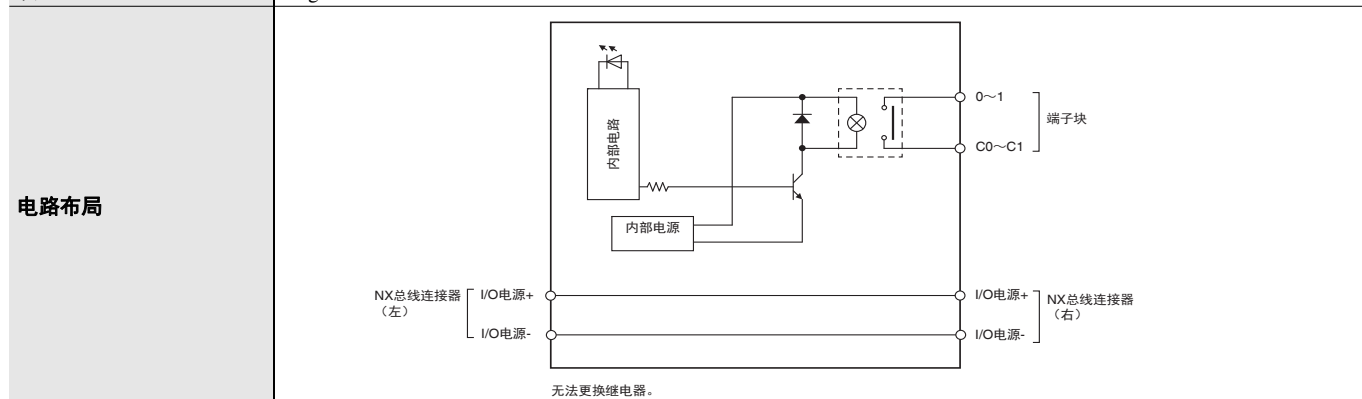 电路布局
内部电路
内部电源
0～1
C0～C1
端子块
NX总线连接器
（左）
I/O电源+
I/O电源-
I/O电源+
I/O电源-
NX总线连接器
（右）
无法更换继电器。